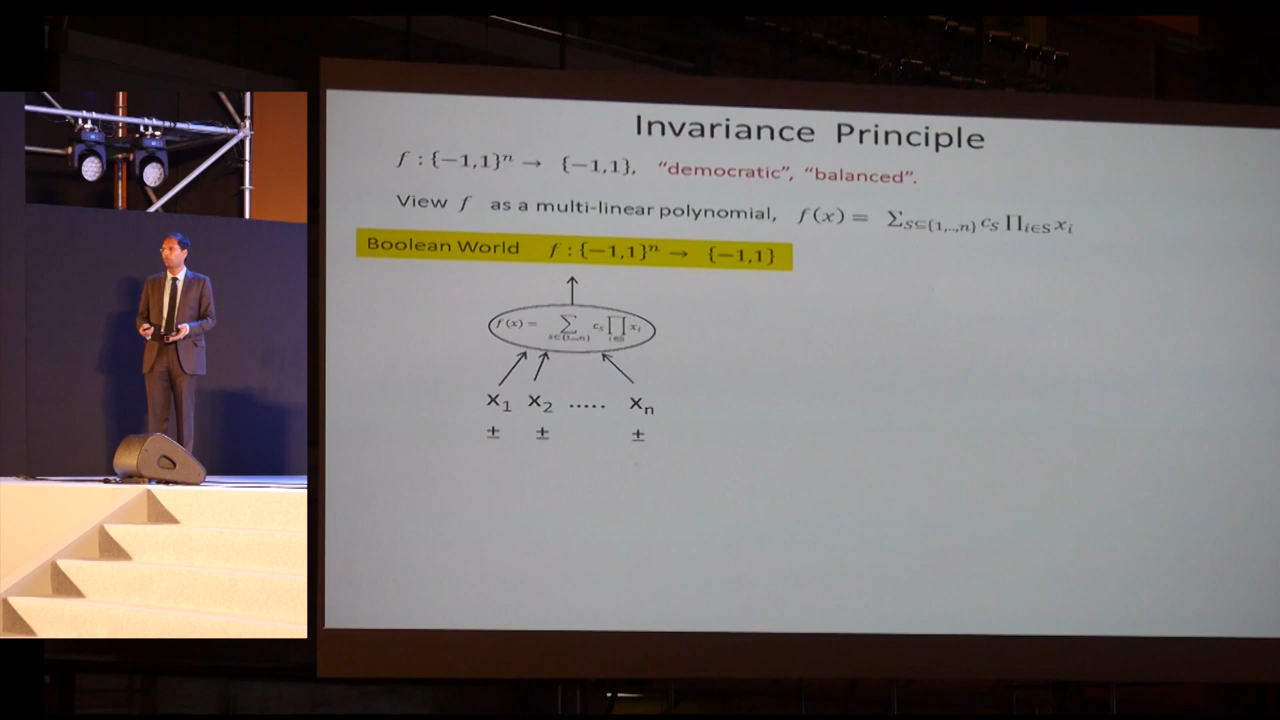 Invariance Principle
f : {−1,1}ⁿ → {−1,1}, “democratic”, “balanced”.
View f as a multi-linear polynomial, f(x) = Σ_{S⊆{1,..,n}} c_S ∏_{i∈S} x_i
Boolean World f : {−1,1}ⁿ → {−1,1}
f(x) = ∑_{S⊆{1,..,n}} c_S ∏_{i∈S} x_i
x₁ x₂ ..... xₙ
± ± ±